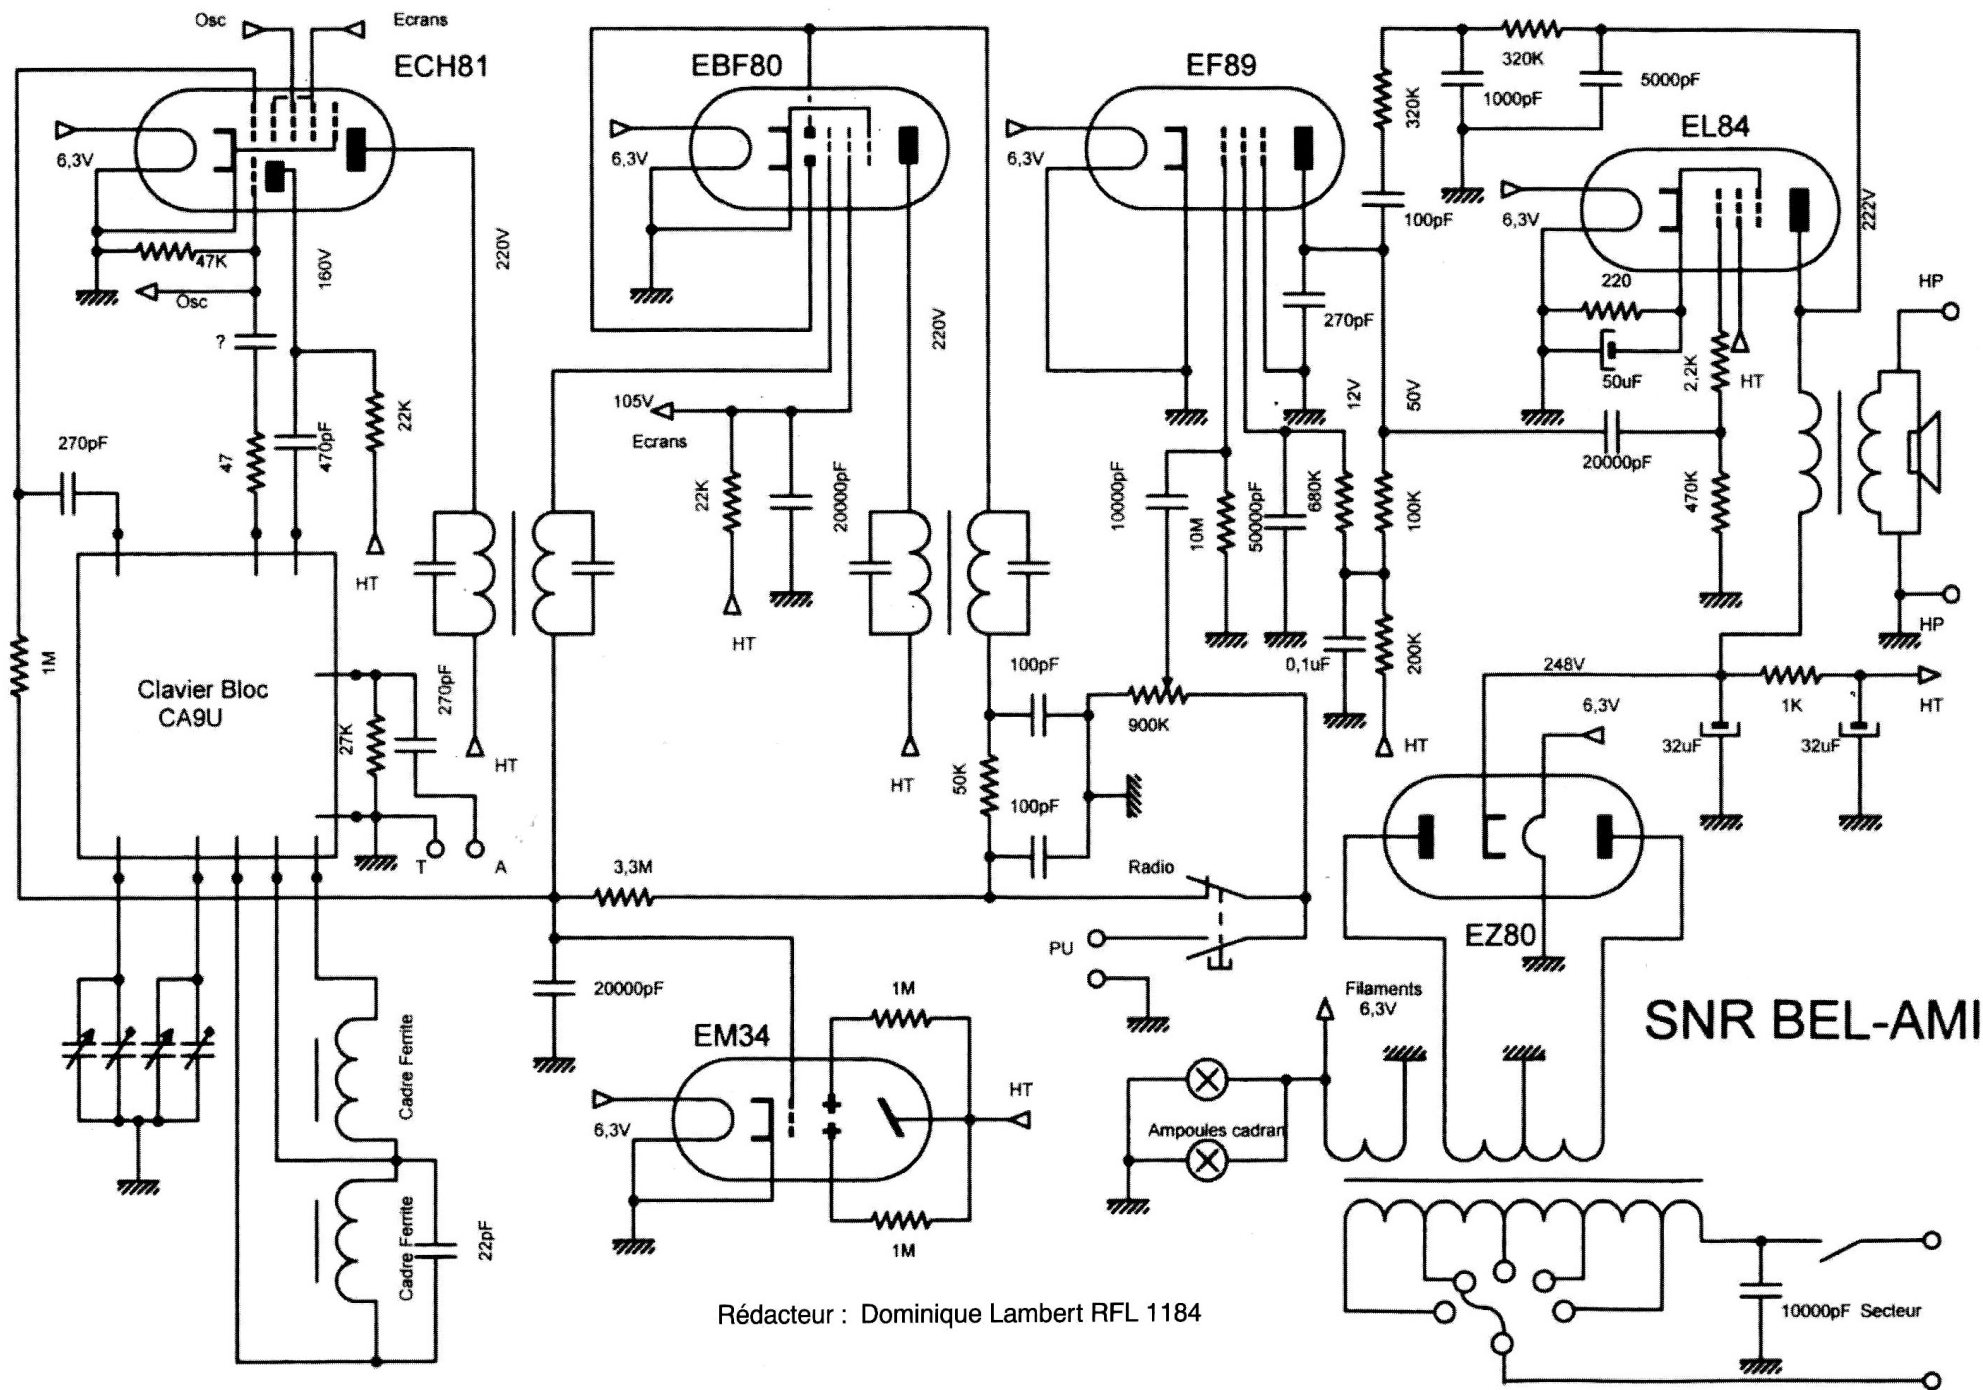 Osc
Ecrans
ECH81
6,3V
47K
Osc
160V
220V
?
22K
47
470pF
270pF
HT
1M
Clavier Bloc
CA9U
27K
270pF
HT
T
A
Cadre Ferrite
Cadre Ferrite
22pF
EBF80
6,3V
220V
105V
Ecrans
22K
20000pF
HT
HT
100pF
50K
100pF
3,3M
20000pF
EM34
6,3V
1M
1M
HT
EF89
6,3V
270pF
12V
50V
10000pF
10M
50000pF
680K
100K
0,1uF
200K
HT
900K
Radio
PU
320K
320K
1000pF
5000pF
100pF
EL84
6,3V
222V
220
50uF
2,2K
HT
20000pF
470K
HP
HP
248V
6,3V
1K
HT
32uF
32uF
EZ80
Filaments
6,3V
Ampoules cadran
SNR BEL-AMI
10000pF
Secteur
Rédacteur : Dominique Lambert RFL 1184